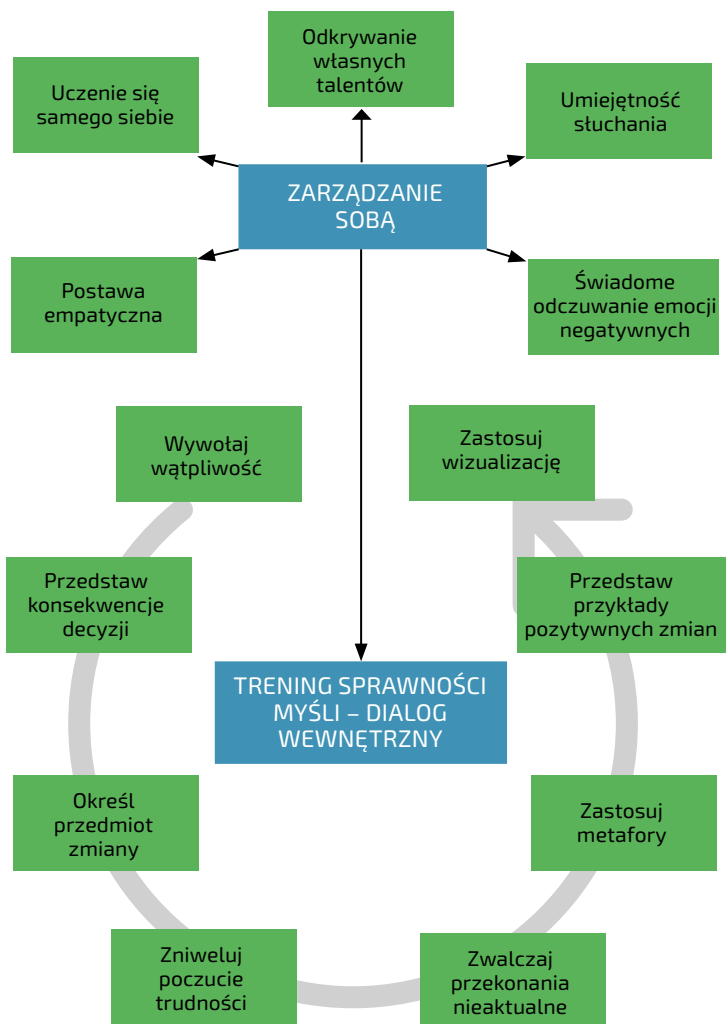 Odkrywanie
własnych
talentów
Uczenie się
samego siebie
Umiejętność
słuchania
ZARZĄDZANIE
SOBĄ
Postawa
empatyczna
Świadome
odczuwanie emocji
negatywnych
Wywołaj
wątpliwość
Zastosuj
wizualizację
Przedstaw
konsekwencje
decyzji
Przedstaw
przykłady
pozytywnych zmian
TRENING SPRAWNOŚCI
MYŚLI – DIALOG
WEWNĘTRZNY
Określ
przedmiot
zmiany
Zastosuj
metafory
Zniweluj
poczucie
trudności
Zwalczaj
przekonania
nieaktualne